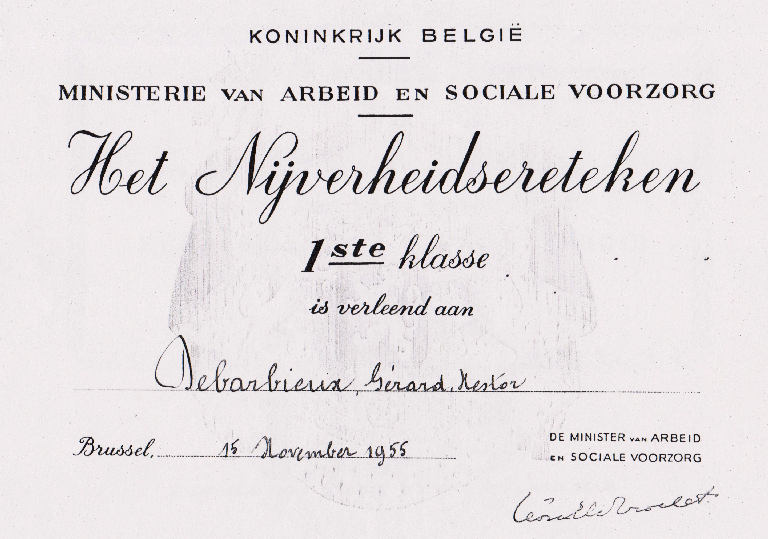 KONINKRIJK BELGIË
MINISTERIE VAN ARBEID EN SOCIALE VOORZORG
Het Nijverheidsereteken
1ste klasse
is verleend aan
Debarbieux, Gérard, Nestor
Brussel, 15 November 1955
DE MINISTER VAN ARBEID
EN SOCIALE VOORZORG